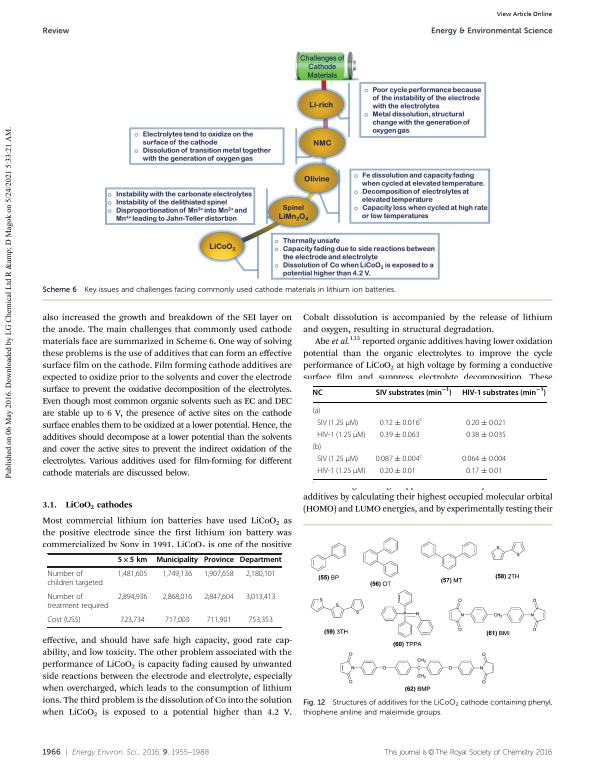 View Article Online
Review
Energy & Environmental Science
Challenges of
Cathode
Materials
Li-rich
o Poor cycle performance because
of the instability of the electrode
with the electrolytes
o Metal dissolution, structural
change with the generation of
oxygen gas
o Electrolytes tend to oxidize on the
surface of the cathode
o Dissolution of transition metal together
with the generation of oxygen gas
NMC
Olivine
o Fe dissolution and capacity fading
when cycled at elevated temperature.
o Decomposition of electrolytes at
elevated temperature
o Capacity loss when cycled at high rate
or low temperatures
o Instability with the carbonate electrolytes
o Instability of the delithiated spinel
o Disproportionation of Mn³⁺ into Mn²⁺ and
Mn⁴⁺ leading to Jahn-Teller distortion
Spinel
LiMn₂O₄
LiCoO₂
o Thermally unsafe
o Capacity fading due to side reactions between
the electrode and electrolyte
o Dissolution of Co when LiCoO₂ is exposed to a
potential higher than 4.2 V.
Scheme 6 Key issues and challenges facing commonly used cathode materials in lithium ion batteries.
also increased the growth and breakdown of the SEI layer on
the anode. The main challenges that commonly used cathode
materials face are summarized in Scheme 6. One way of solving
these problems is the use of additives that can form an effective
surface film on the cathode. Film forming cathode additives are
expected to oxidize prior to the solvents and cover the electrode
surface to prevent the oxidative decomposition of the electrolytes.
Even though most common organic solvents such as EC and DEC
are stable up to 6 V, the presence of active sites on the cathode
surface enables them to be oxidized at a lower potential. Hence, the
additives should decompose at a lower potential than the solvents
and cover the active sites to prevent the indirect oxidation of the
electrolytes. Various additives used for film-forming for different
cathode materials are discussed below.
3.1. LiCoO₂ cathodes
Most commercial lithium ion batteries have used LiCoO₂ as
the positive electrode since the first lithium ion battery was
commercialized by Sony in 1991. LiCoO₂ is one of the positive
5 × 5 km Municipality Province Department
Number of children targeted 1,481,605 1,749,136 1,907,658 2,180,101
Number of treatment required 2,894,936 2,868,016 2,847,604 3,013,413
Cost (US$) 723,734 717,003 711,901 753,353
effective, and should have safe high capacity, good rate cap-
ability, and low toxicity. The other problem associated with the
performance of LiCoO₂ is capacity fading caused by unwanted
side reactions between the electrode and electrolyte, especially
when overcharged, which leads to the consumption of lithium
ions. The third problem is the dissolution of Co into the solution
when LiCoO₂ is exposed to a potential higher than 4.2 V.
Cobalt dissolution is accompanied by the release of lithium
and oxygen, resulting in structural degradation.
Abe et al.¹³³ reported organic additives having lower oxidation
potential than the organic electrolytes to improve the cycle
performance of LiCoO₂ at high voltage by forming a conductive
surface film and suppress electrolyte decomposition. These
NC SIV substrates (min⁻¹) HIV-1 substrates (min⁻¹)
(a)
SIV (1.25 μM) 0.12 ± 0.016ᶜ 0.20 ± 0.021
HIV-1 (1.25 μM) 0.39 ± 0.063 0.38 ± 0.035
(b)
SIV (1.25 μM) 0.087 ± 0.004ᶜ 0.064 ± 0.004
HIV-1 (1.25 μM) 0.20 ± 0.01 0.17 ± 0.01
additives by calculating their highest occupied molecular orbital
(HOMO) and LUMO energies, and by experimentally testing their
(55) BP
(56) OT
(57) MT
S S
(58) 2TH
S S S
(59) 3TH
P N
(60) TPPA
O N O CH₂ O N O
(61) BMI
O N O O CH₃ C CH₃ O O N O
(62) BMP
Fig. 12 Structures of additives for the LiCoO₂ cathode containing phenyl,
thiophene aniline and maleimide groups.
1966 | Energy Environ. Sci., 2016, 9, 1955–1988
This journal is © The Royal Society of Chemistry 2016
Published on 06 May 2016. Downloaded by LG Chemical Ltd R &amp; D Magok on 5/24/2021 5:33:21 AM.